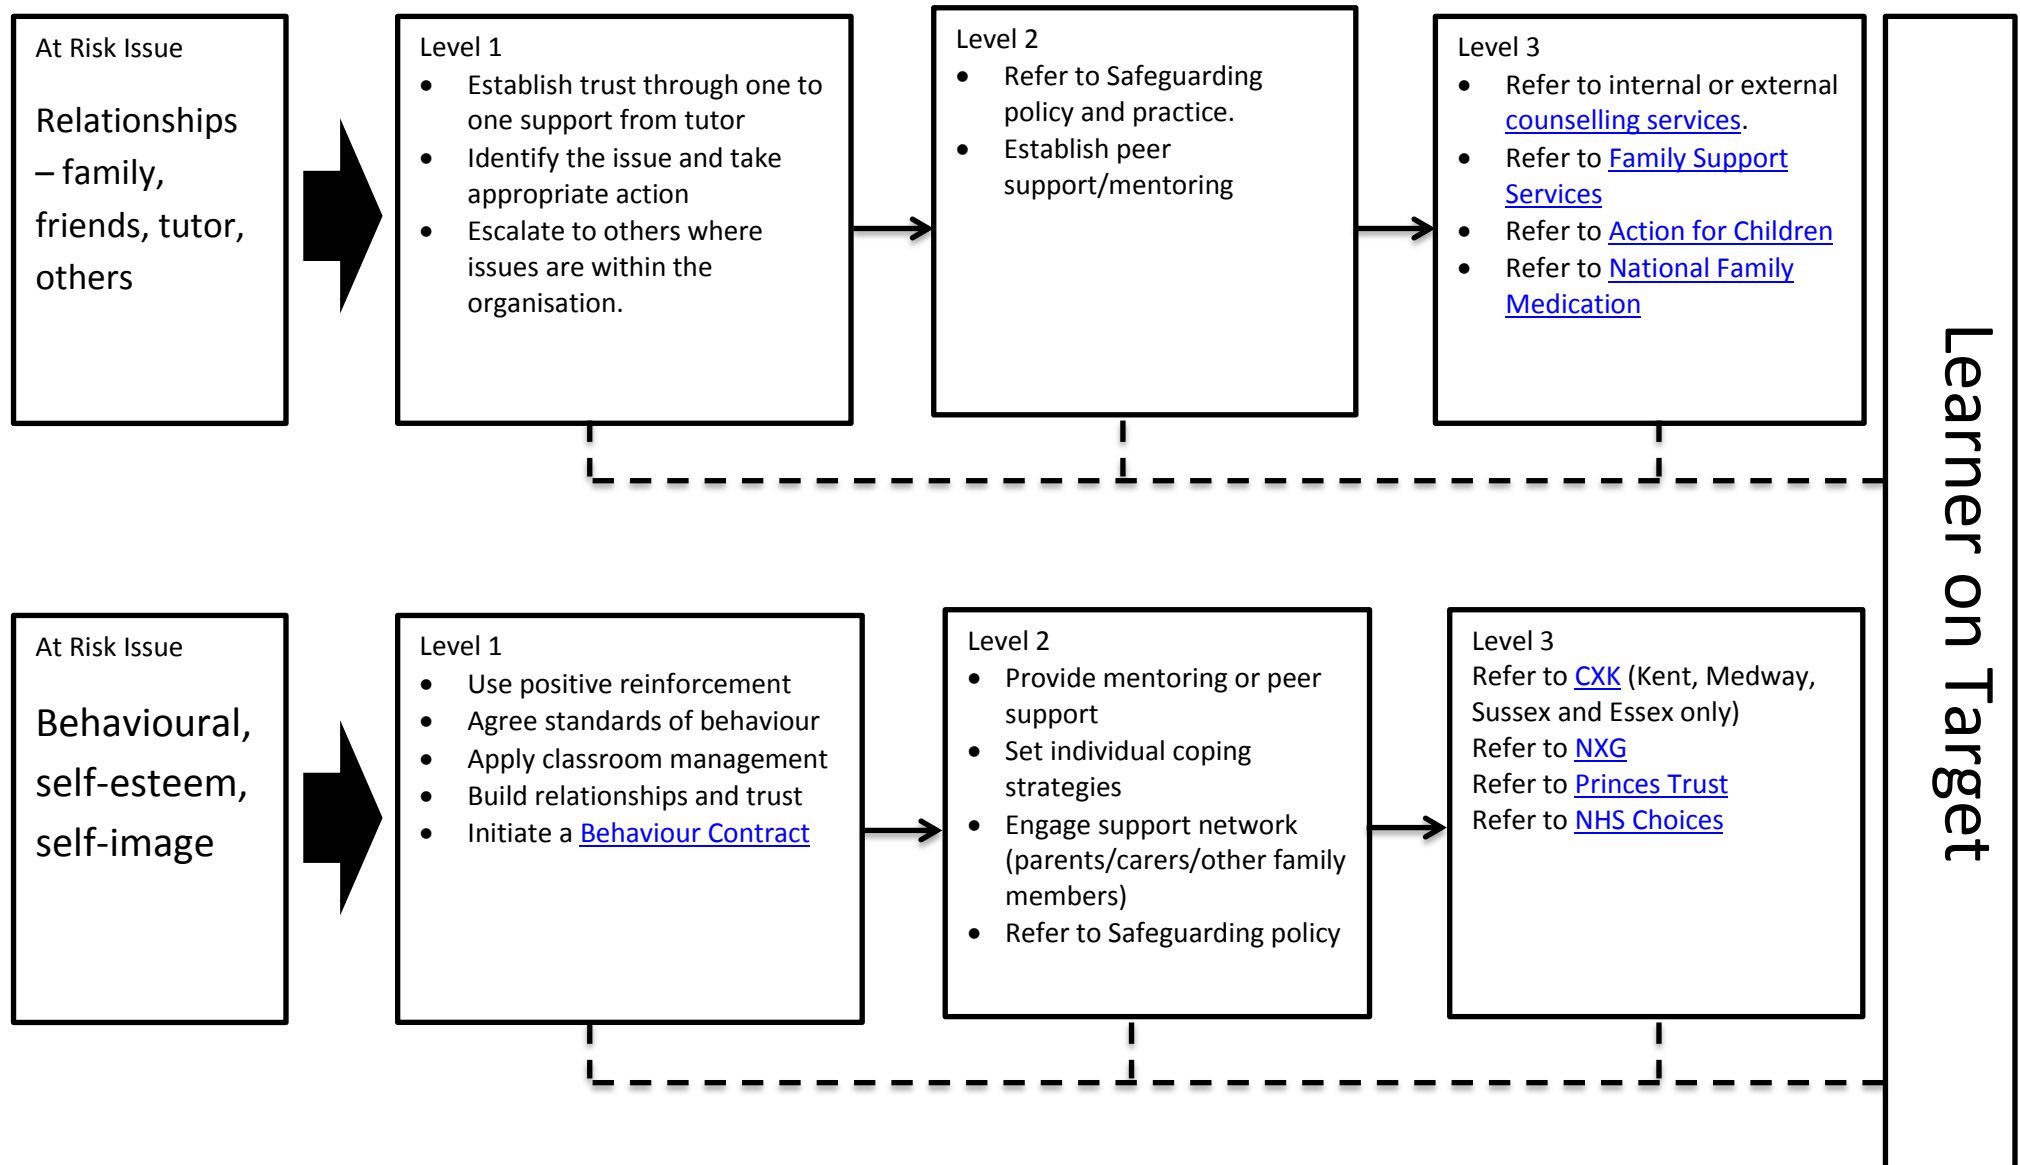 At Risk Issue
Relationships
– family,
friends, tutor,
others
Level 1
• Establish trust through one to
one support from tutor
• Identify the issue and take
appropriate action
• Escalate to others where
issues are within the
organisation.
Level 2
• Refer to Safeguarding
policy and practice.
• Establish peer
support/mentoring
Level 3
• Refer to internal or external
counselling services.
• Refer to Family Support
Services
• Refer to Action for Children
• Refer to National Family
Medication
At Risk Issue
Behavioural,
self-esteem,
self-image
Level 1
• Use positive reinforcement
• Agree standards of behaviour
• Apply classroom management
• Build relationships and trust
• Initiate a Behaviour Contract
Level 2
• Provide mentoring or peer
support
• Set individual coping
strategies
• Engage support network
(parents/carers/other family
members)
• Refer to Safeguarding policy
Level 3
Refer to CXK (Kent, Medway,
Sussex and Essex only)
Refer to NXG
Refer to Princes Trust
Refer to NHS Choices
Learner on Target